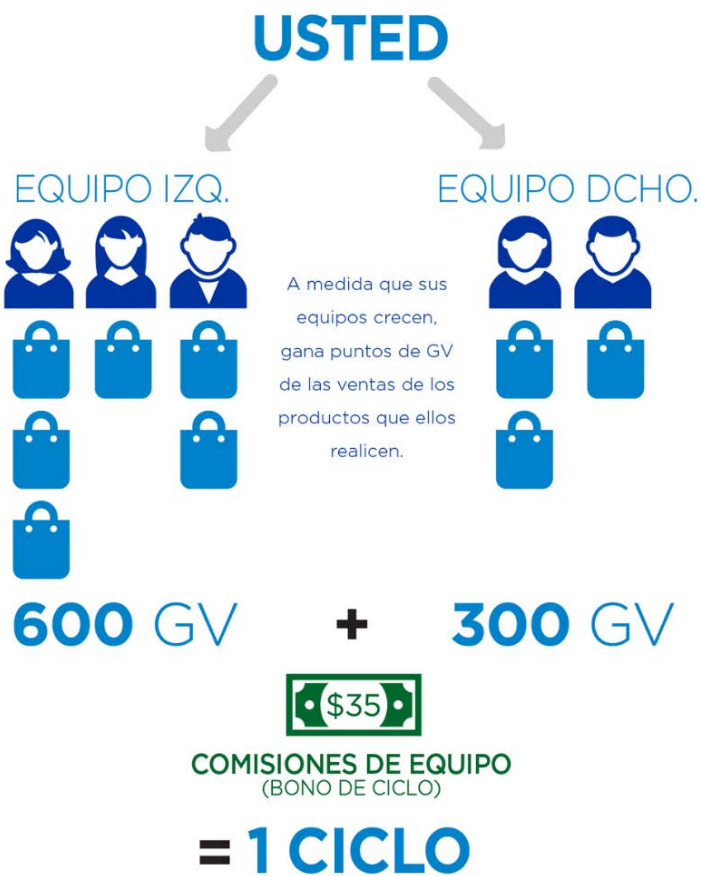 USTED
EQUIPO IZQ.
EQUIPO DCHO.
A medida que sus
equipos crecen,
gana puntos de GV
de las ventas de los
productos que ellos
realicen.
600 GV + 300 GV
$35
COMISIONES DE EQUIPO
(BONO DE CICLO)
= 1 CICLO